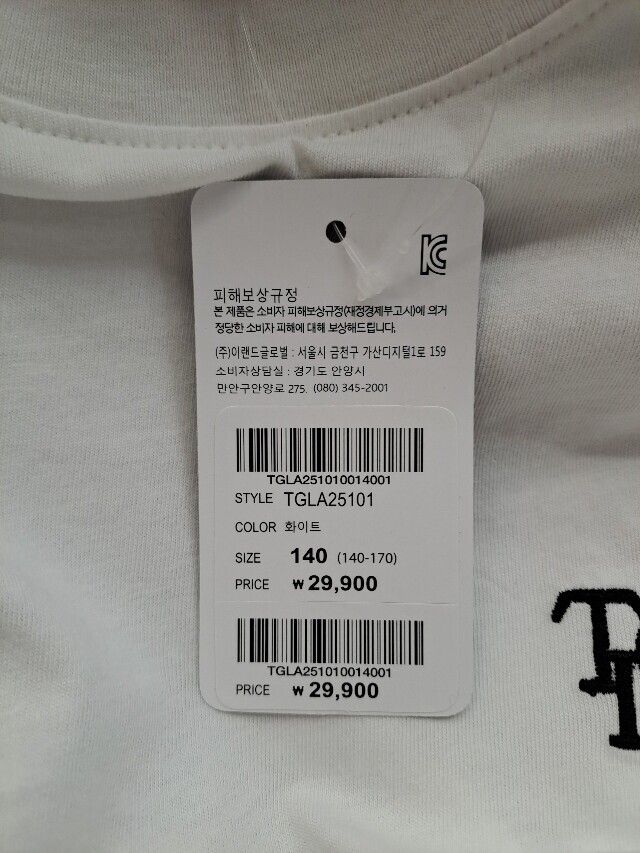 피해보상규정
본 제품은 소비자 피해보상규정(재정경제부고시)에 의거
정당한 소비자 피해에 대해 보상해드립니다.
(주)이랜드글로벌 : 서울시 금천구 가산디지털1로 159
소비자상담실 : 경기도 안양시
만안구안양로 275. (080) 345-2001
TGLA251010014001
STYLE TGLA25101
COLOR 화이트
SIZE 140 (140-170)
PRICE ₩ 29,900
TGLA251010014001
PRICE ₩ 29,900